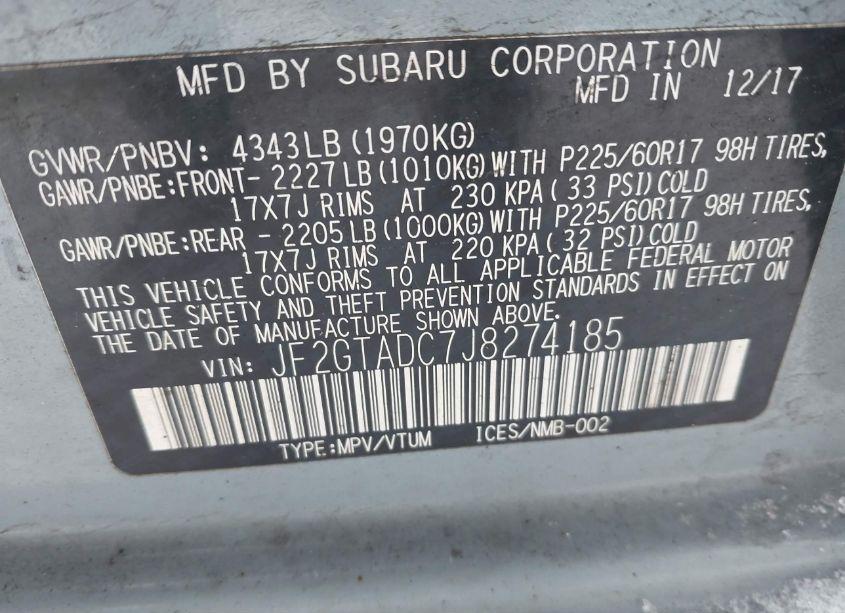 MFD BY SUBARU CORPORATION
MFD IN 12/17
GVWR/PNBV: 4343LB (1970KG)
GAWR/PNBE:FRONT- 2227LB (1010KG) WITH P225/60R17 98H TIRES,
17X7J RIMS AT 230 KPA ( 33 PSI) COLD
GAWR/PNBE:REAR - 2205LB (1000KG) WITH P225/60R17 98H TIRES,
17X7J RIMS AT 220 KPA ( 32 PSI) COLD
THIS VEHICLE CONFORMS TO ALL APPLICABLE FEDERAL MOTOR
VEHICLE SAFETY AND THEFT PREVENTION STANDARDS IN EFFECT ON
THE DATE OF MANUFACTURE SHOWN ABOVE.
VIN: JF2GTADC7J8274185
TYPE:MPV/VTUM ICES/NMB-002